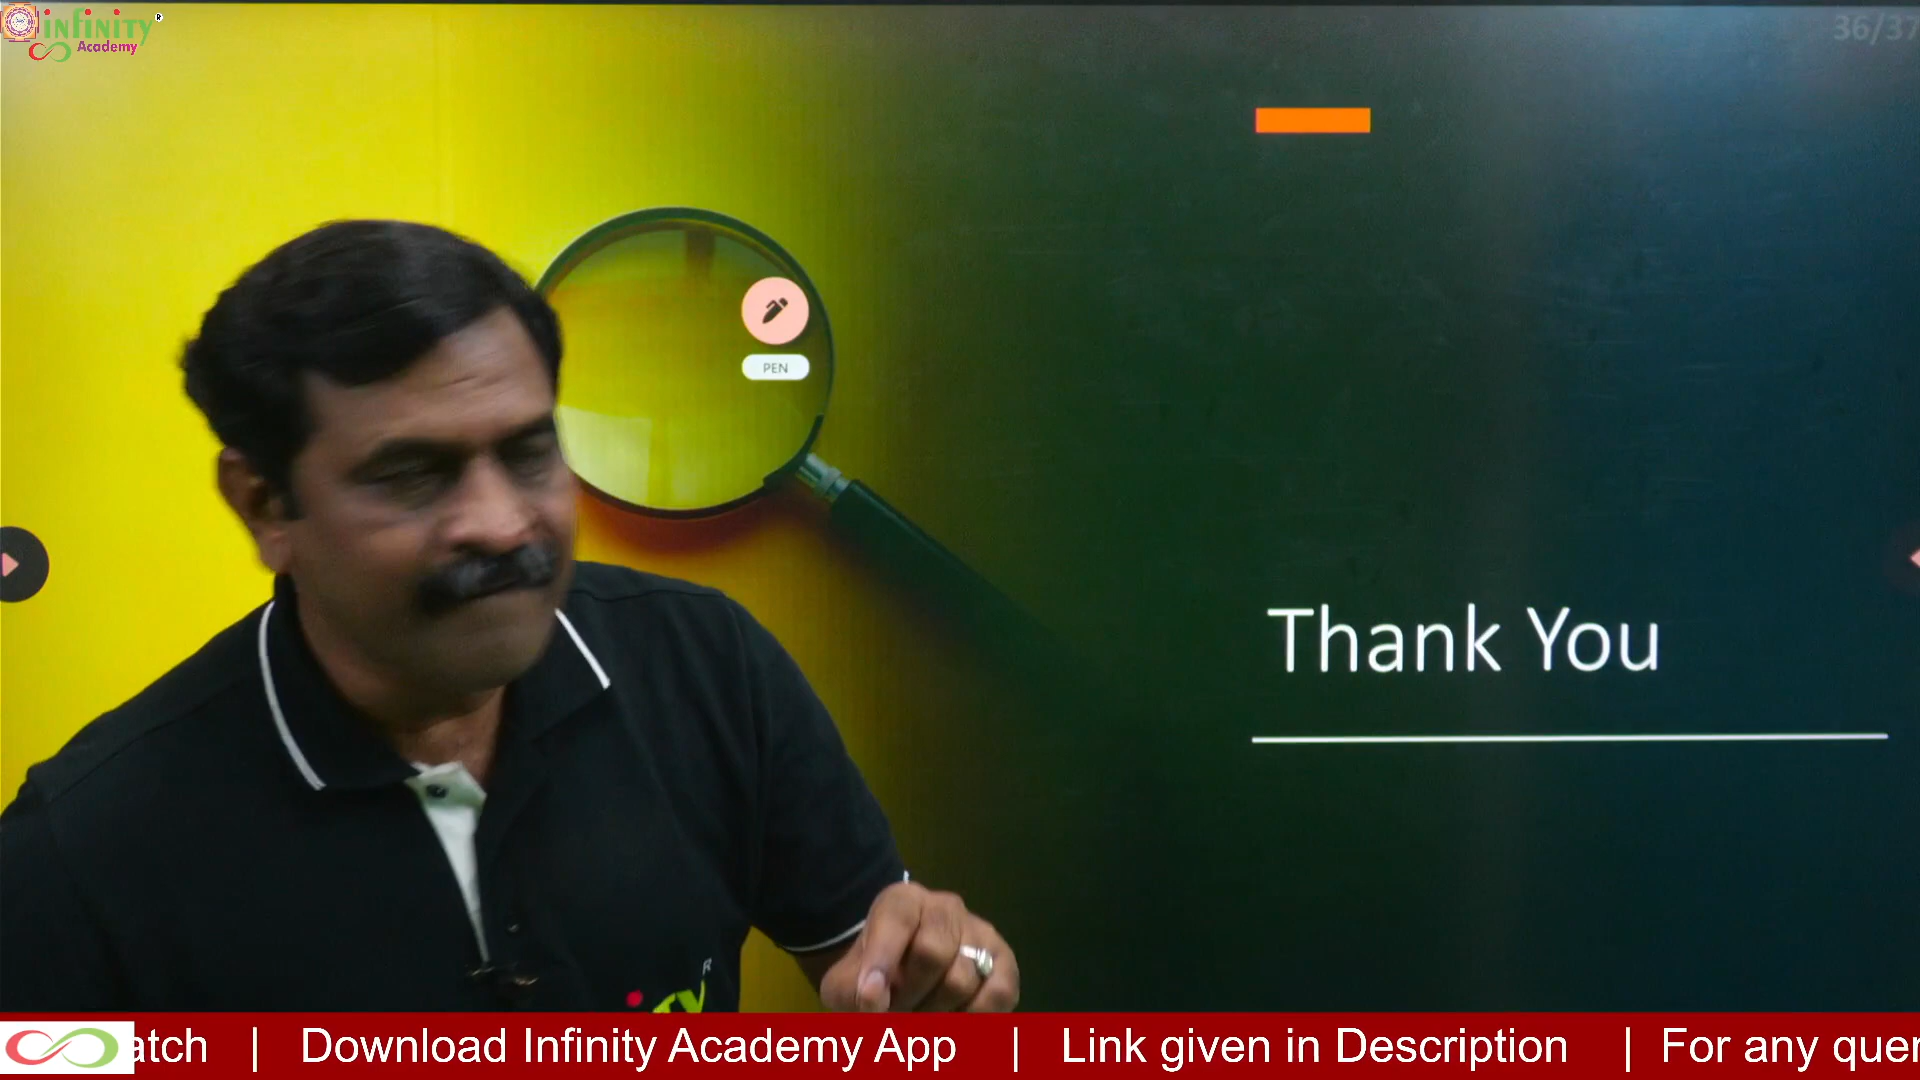 infinity®
Academy
36/37
PEN
Thank You
R
ty
atch | Download Infinity Academy App | Link given in Description | For any quer